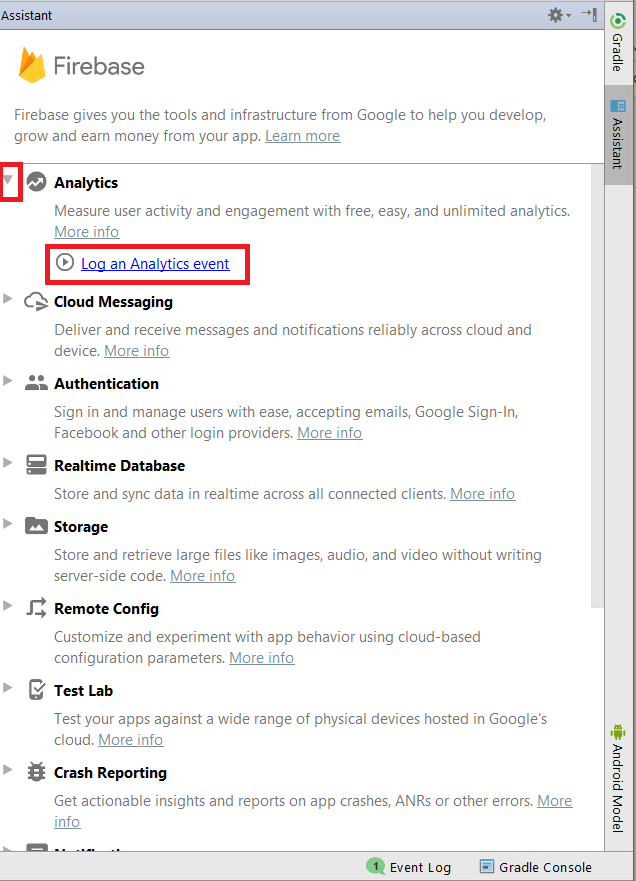 Assistant
Firebase
Firebase gives you the tools and infrastructure from Google to help you develop,
grow and earn money from your app. Learn more
Analytics
Measure user activity and engagement with free, easy, and unlimited analytics.
More info
Log an Analytics event
Cloud Messaging
Deliver and receive messages and notifications reliably across cloud and
device. More info
Authentication
Sign in and manage users with ease, accepting emails, Google Sign-In,
Facebook and other login providers. More info
Realtime Database
Store and sync data in realtime across all connected clients. More info
Storage
Store and retrieve large files like images, audio, and video without writing
server-side code. More info
Remote Config
Customize and experiment with app behavior using cloud-based
configuration parameters. More info
Test Lab
Test your apps against a wide range of physical devices hosted in Google's
cloud. More info
Crash Reporting
Get actionable insights and reports on app crashes, ANRs or other errors. More
info
Gradle
Assistant
Android Model
1 Event Log
Gradle Console